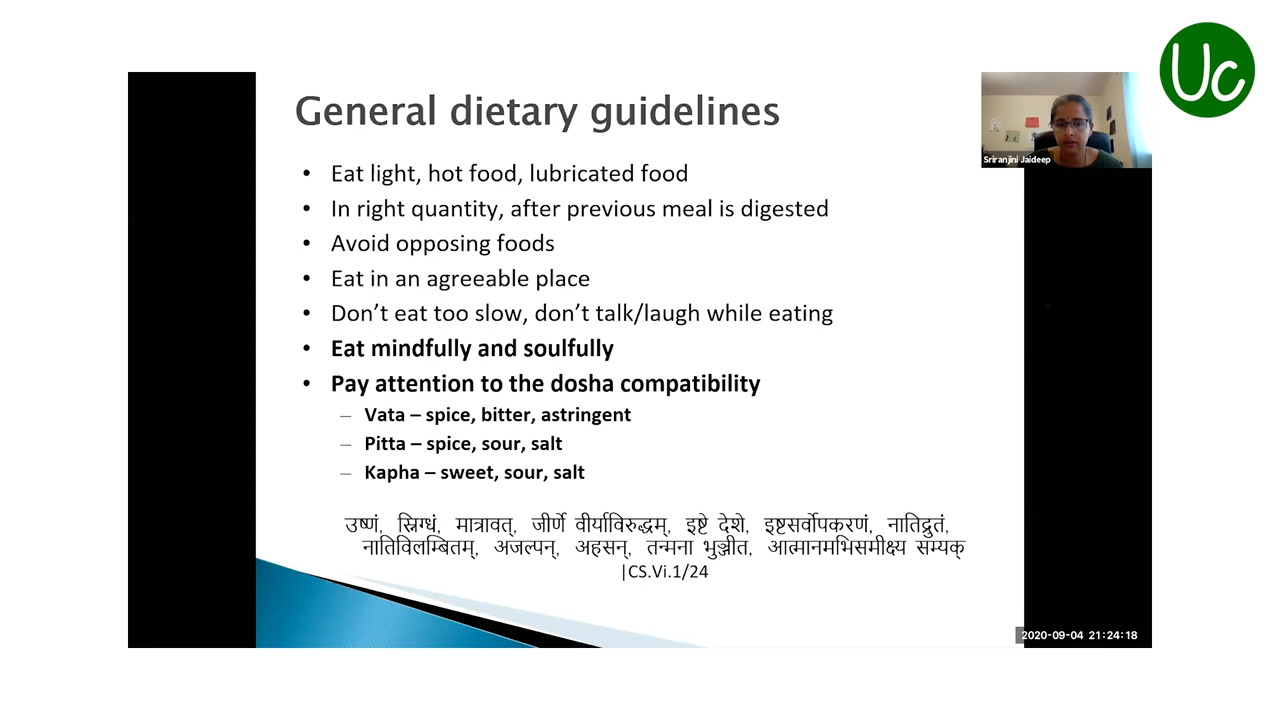 General dietary guidelines
• Eat light, hot food, lubricated food
• In right quantity, after previous meal is digested
• Avoid opposing foods
• Eat in an agreeable place
• Don’t eat too slow, don’t talk/laugh while eating
• Eat mindfully and soulfully
• Pay attention to the dosha compatibility
– Vata – spice, bitter, astringent
– Pitta – spice, sour, salt
– Kapha – sweet, sour, salt
उष्णं, स्निग्धं, मात्रावत्, जीर्णे वीर्याविरुद्धम्, इष्टे देशे, इष्टसर्वोपकरणं, नातिद्रुतं,
नातिविलम्बितम्, अजल्पन्, अहसन्, तन्मना भुञ्जीत, आत्मानमभिसमीक्ष्य सम्यक्
|CS.Vi.1/24
Sriranjini Jaideep
Uc
2020-09-04 21:24:18